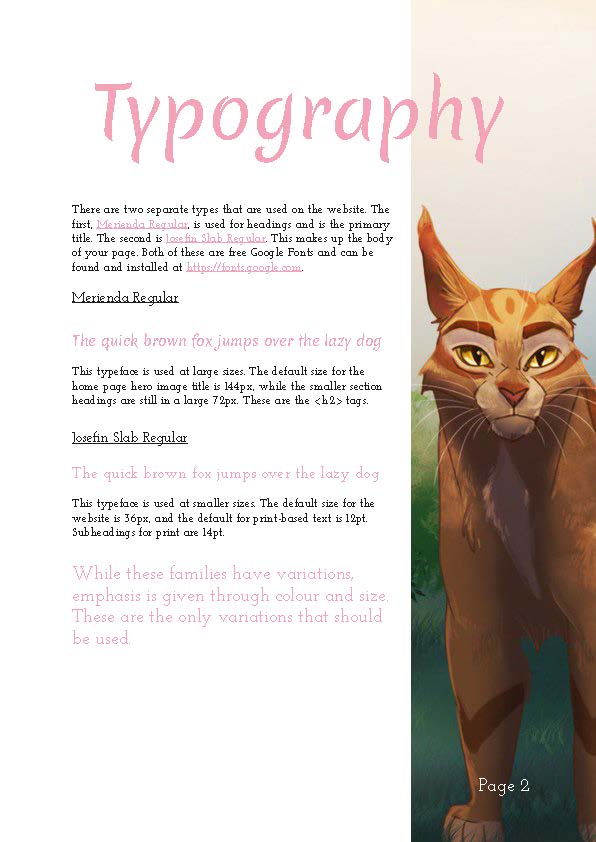 Typography
There are two separate types that are used on the website. The
first, Merienda Regular, is used for headings and is the primary
title. The second is Josefin Slab Regular. This makes up the body
of your page. Both of these are free Google Fonts and can be
found and installed at https://fonts.google.com.
Merienda Regular
The quick brown fox jumps over the lazy dog
This typeface is used at large sizes. The default size for the
home page hero image title is 144px, while the smaller section
headings are still in a large 72px. These are the <h2> tags.
Josefin Slab Regular
The quick brown fox jumps over the lazy dog
This typeface is used at smaller sizes. The default size for the
website is 36px, and the default for print-based text is 12pt.
Subheadings for print are 14pt.
While these families have variations,
emphasis is given through colour and size.
These are the only variations that should
be used.
Page 2